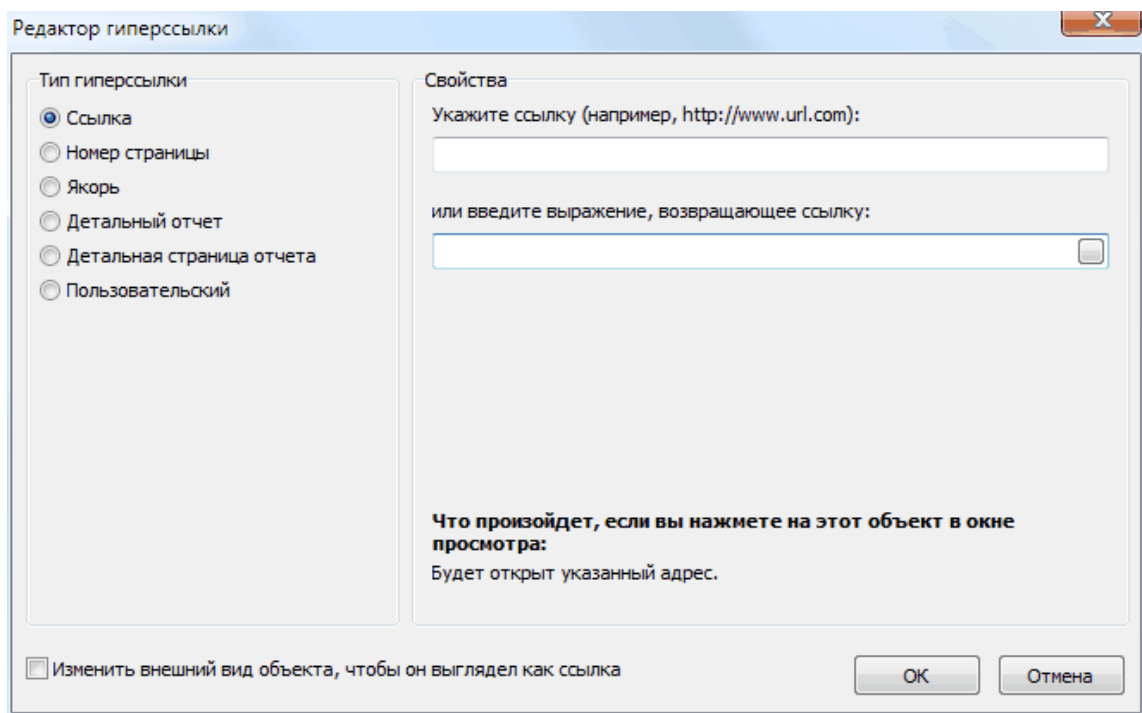 Редактор гиперссылки
Тип гиперссылки
Ссылка
Номер страницы
Якорь
Детальный отчет
Детальная страница отчета
Пользовательский
Свойства
Укажите ссылку (например, http://www.url.com):
или введите выражение, возвращающее ссылку:
Что произойдет, если вы нажмете на этот объект в окне
просмотра:
Будет открыт указанный адрес.
Изменить внешний вид объекта, чтобы он выглядел как ссылка
OK
Отмена